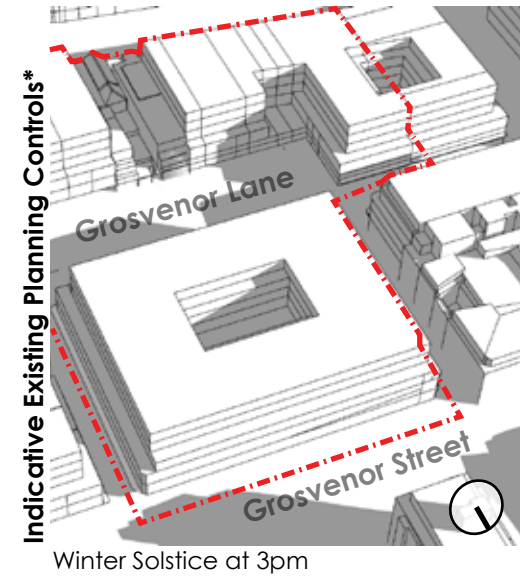 Indicative Existing Planning Controls*
Grosvenor Lane
Grosvenor Street
Winter Solstice at 3pm